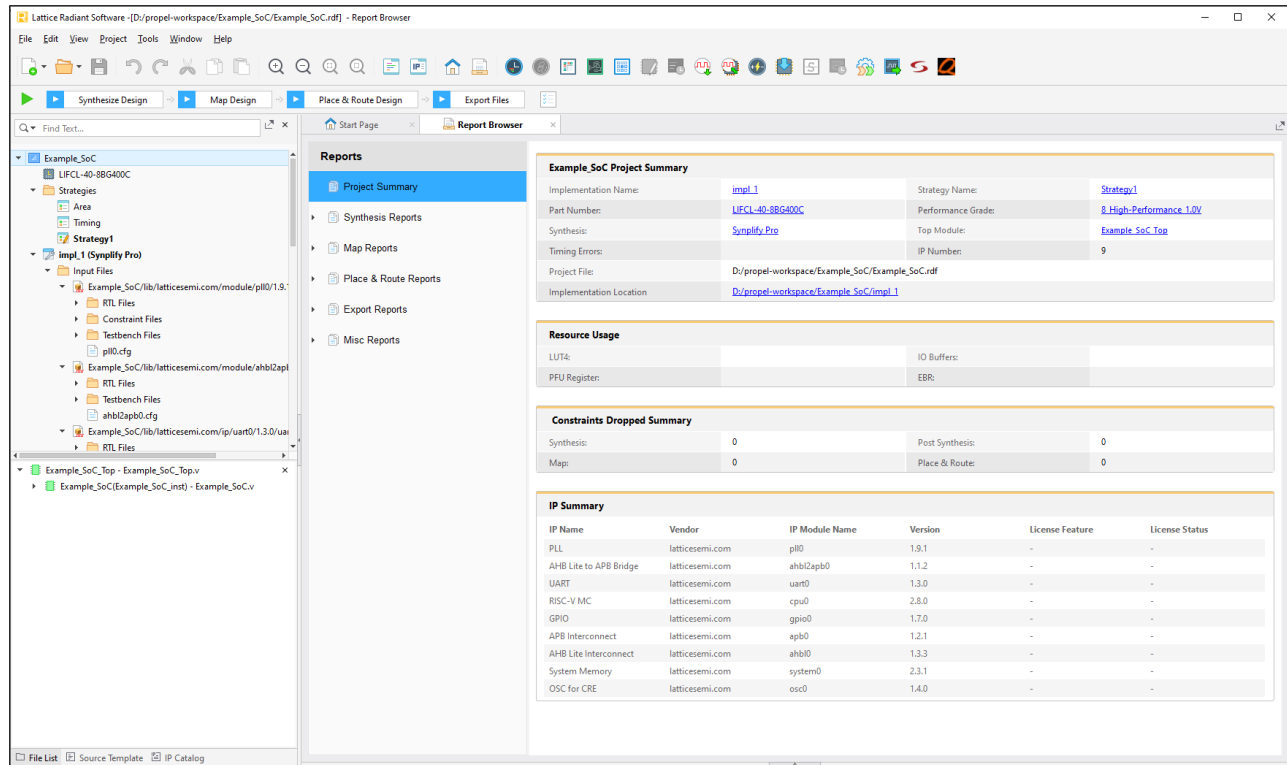 Lattice Radiant Software -[D:/propel-workspace/Example_SoC/Example_SoC.rdf] - Report Browser
File Edit View Project Tools Window Help
Synthesize Design Map Design Place & Route Design Export Files
Find Text...
Example_SoC
LIFCL-40-8BG400C
Strategies
Area
Timing
Strategy1
impl_1 (Synplify Pro)
Input Files
Example_SoC/lib/latticesemi.com/module/pll0/1.9.
RTL Files
Constraint Files
Testbench Files
pll0.cfg
Example_SoC/lib/latticesemi.com/module/ahbl2apl
RTL Files
Testbench Files
ahbl2apb0.cfg
Example_SoC/lib/latticesemi.com/ip/uart0/1.3.0/uar
RTL Files
Example_SoC_Top - Example_SoC_Top.v
Example_SoC(Example_SoC_inst) - Example_SoC.v
File List Source Template IP Catalog
Start Page Report Browser
Reports
Project Summary
Synthesis Reports
Map Reports
Place & Route Reports
Export Reports
Misc Reports
Example_SoC Project Summary
Implementation Name: impl_1 Strategy Name: Strategy1
Part Number: LIFCL-40-8BG400C Performance Grade: 8_High-Performance_1.0V
Synthesis: Synplify Pro Top Module: Example_SoC_Top
Timing Errors: IP Number: 9
Project File: D:/propel-workspace/Example_SoC/Example_SoC.rdf
Implementation Location D:/propel-workspace/Example_SoC/impl_1
Resource Usage
LUT4: IO Buffers:
PFU Register: EBR:
Constraints Dropped Summary
Synthesis: 0 Post Synthesis: 0
Map: 0 Place & Route: 0
IP Summary
IP Name Vendor IP Module Name Version License Feature License Status
PLL latticesemi.com pll0 1.9.1 - -
AHB Lite to APB Bridge latticesemi.com ahbl2apb0 1.1.2 - -
UART latticesemi.com uart0 1.3.0 - -
RISC-V MC latticesemi.com cpu0 2.8.0 - -
GPIO latticesemi.com gpio0 1.7.0 - -
APB Interconnect latticesemi.com apb0 1.2.1 - -
AHB Lite Interconnect latticesemi.com ahbl0 1.3.3 - -
System Memory latticesemi.com system0 2.3.1 - -
OSC for CRE latticesemi.com osc0 1.4.0 - -